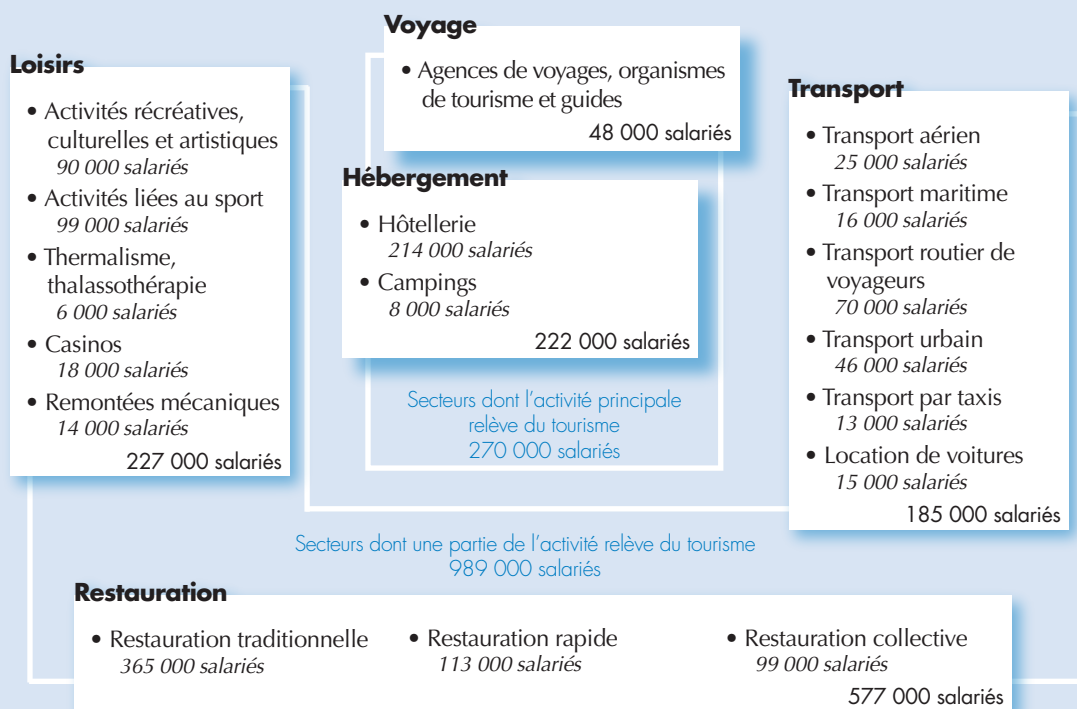 Loisirs
• Activités récréatives,
culturelles et artistiques
90 000 salariés
• Activités liées au sport
99 000 salariés
• Thermalisme,
thalassothérapie
6 000 salariés
• Casinos
18 000 salariés
• Remontées mécaniques
14 000 salariés
227 000 salariés
Voyage
• Agences de voyages, organismes
de tourisme et guides
48 000 salariés
Hébergement
• Hôtellerie
214 000 salariés
• Campings
8 000 salariés
222 000 salariés
Secteurs dont l’activité principale
relève du tourisme
270 000 salariés
Transport
• Transport aérien
25 000 salariés
• Transport maritime
16 000 salariés
• Transport routier de
voyageurs
70 000 salariés
• Transport urbain
46 000 salariés
• Transport par taxis
13 000 salariés
• Location de voitures
15 000 salariés
185 000 salariés
Secteurs dont une partie de l’activité relève du tourisme
989 000 salariés
Restauration
• Restauration traditionnelle
365 000 salariés
• Restauration rapide
113 000 salariés
• Restauration collective
99 000 salariés
577 000 salariés